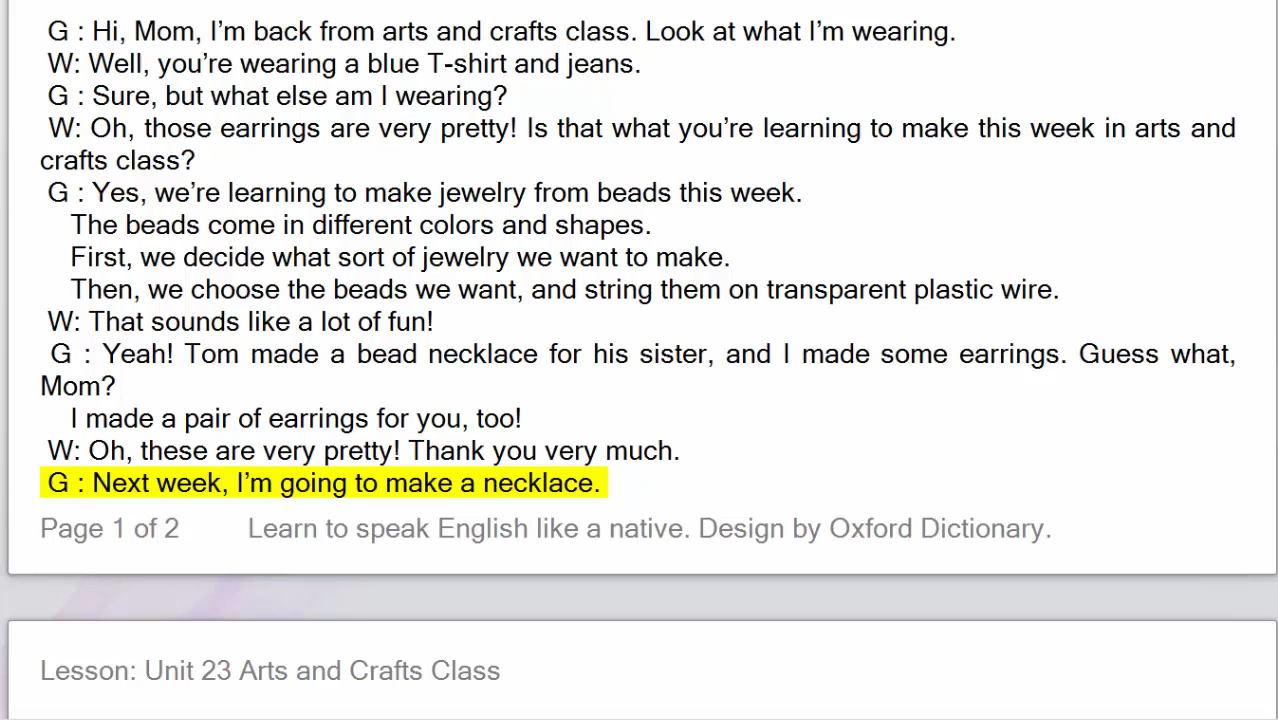 G : Hi, Mom, I’m back from arts and crafts class. Look at what I’m wearing.
W: Well, you’re wearing a blue T-shirt and jeans.
G : Sure, but what else am I wearing?
W: Oh, those earrings are very pretty! Is that what you’re learning to make this week in arts and
crafts class?
G : Yes, we’re learning to make jewelry from beads this week.
The beads come in different colors and shapes.
First, we decide what sort of jewelry we want to make.
Then, we choose the beads we want, and string them on transparent plastic wire.
W: That sounds like a lot of fun!
G : Yeah! Tom made a bead necklace for his sister, and I made some earrings. Guess what,
Mom?
I made a pair of earrings for you, too!
W: Oh, these are very pretty! Thank you very much.
G : Next week, I’m going to make a necklace.
Page 1 of 2 Learn to speak English like a native. Design by Oxford Dictionary.
Lesson: Unit 23 Arts and Crafts Class